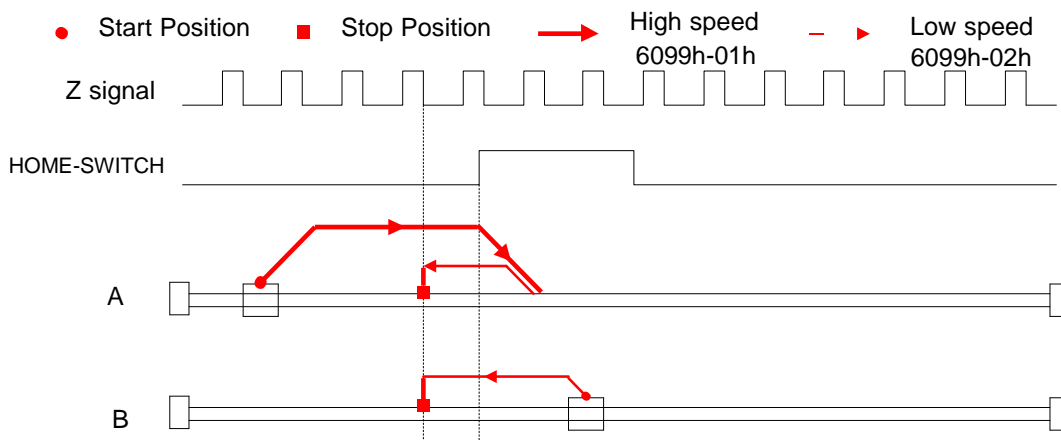 Start Position
Stop Position
High speed
6099h-01h
Low speed
6099h-02h
Z signal
HOME-SWITCH
A
B